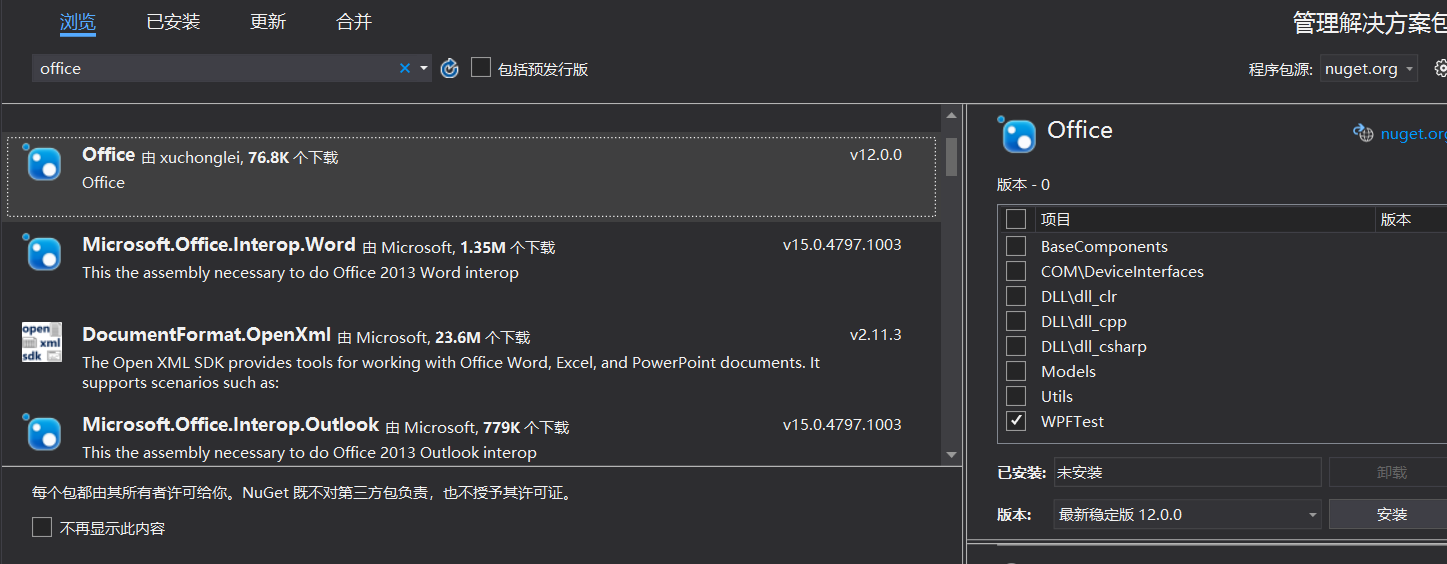 浏览 已安装 更新 合并
管理解决方案包
office
包括预发行版
程序包源: nuget.org
Office 由 xuchonglei, 76.8K 个下载 v12.0.0
Office
Microsoft.Office.Interop.Word 由 Microsoft, 1.35M 个下载 v15.0.4797.1003
This the assembly necessary to do Office 2013 Word interop
open xml sdk
DocumentFormat.OpenXml 由 Microsoft, 23.6M 个下载 v2.11.3
The Open XML SDK provides tools for working with Office Word, Excel, and PowerPoint documents. It
supports scenarios such as:
Microsoft.Office.Interop.Outlook 由 Microsoft, 779K 个下载 v15.0.4797.1003
This the assembly necessary to do Office 2013 Outlook interop
每个包都由其所有者许可给你。NuGet 既不对第三方包负责，也不授予其许可证。
不再显示此内容
Office
nuget.org
版本 - 0
项目 版本
BaseComponents
COM\DeviceInterfaces
DLL\dll_clr
DLL\dll_cpp
DLL\dll_csharp
Models
Utils
WPFTest
已安装: 未安装 卸载
版本: 最新稳定版 12.0.0 安装